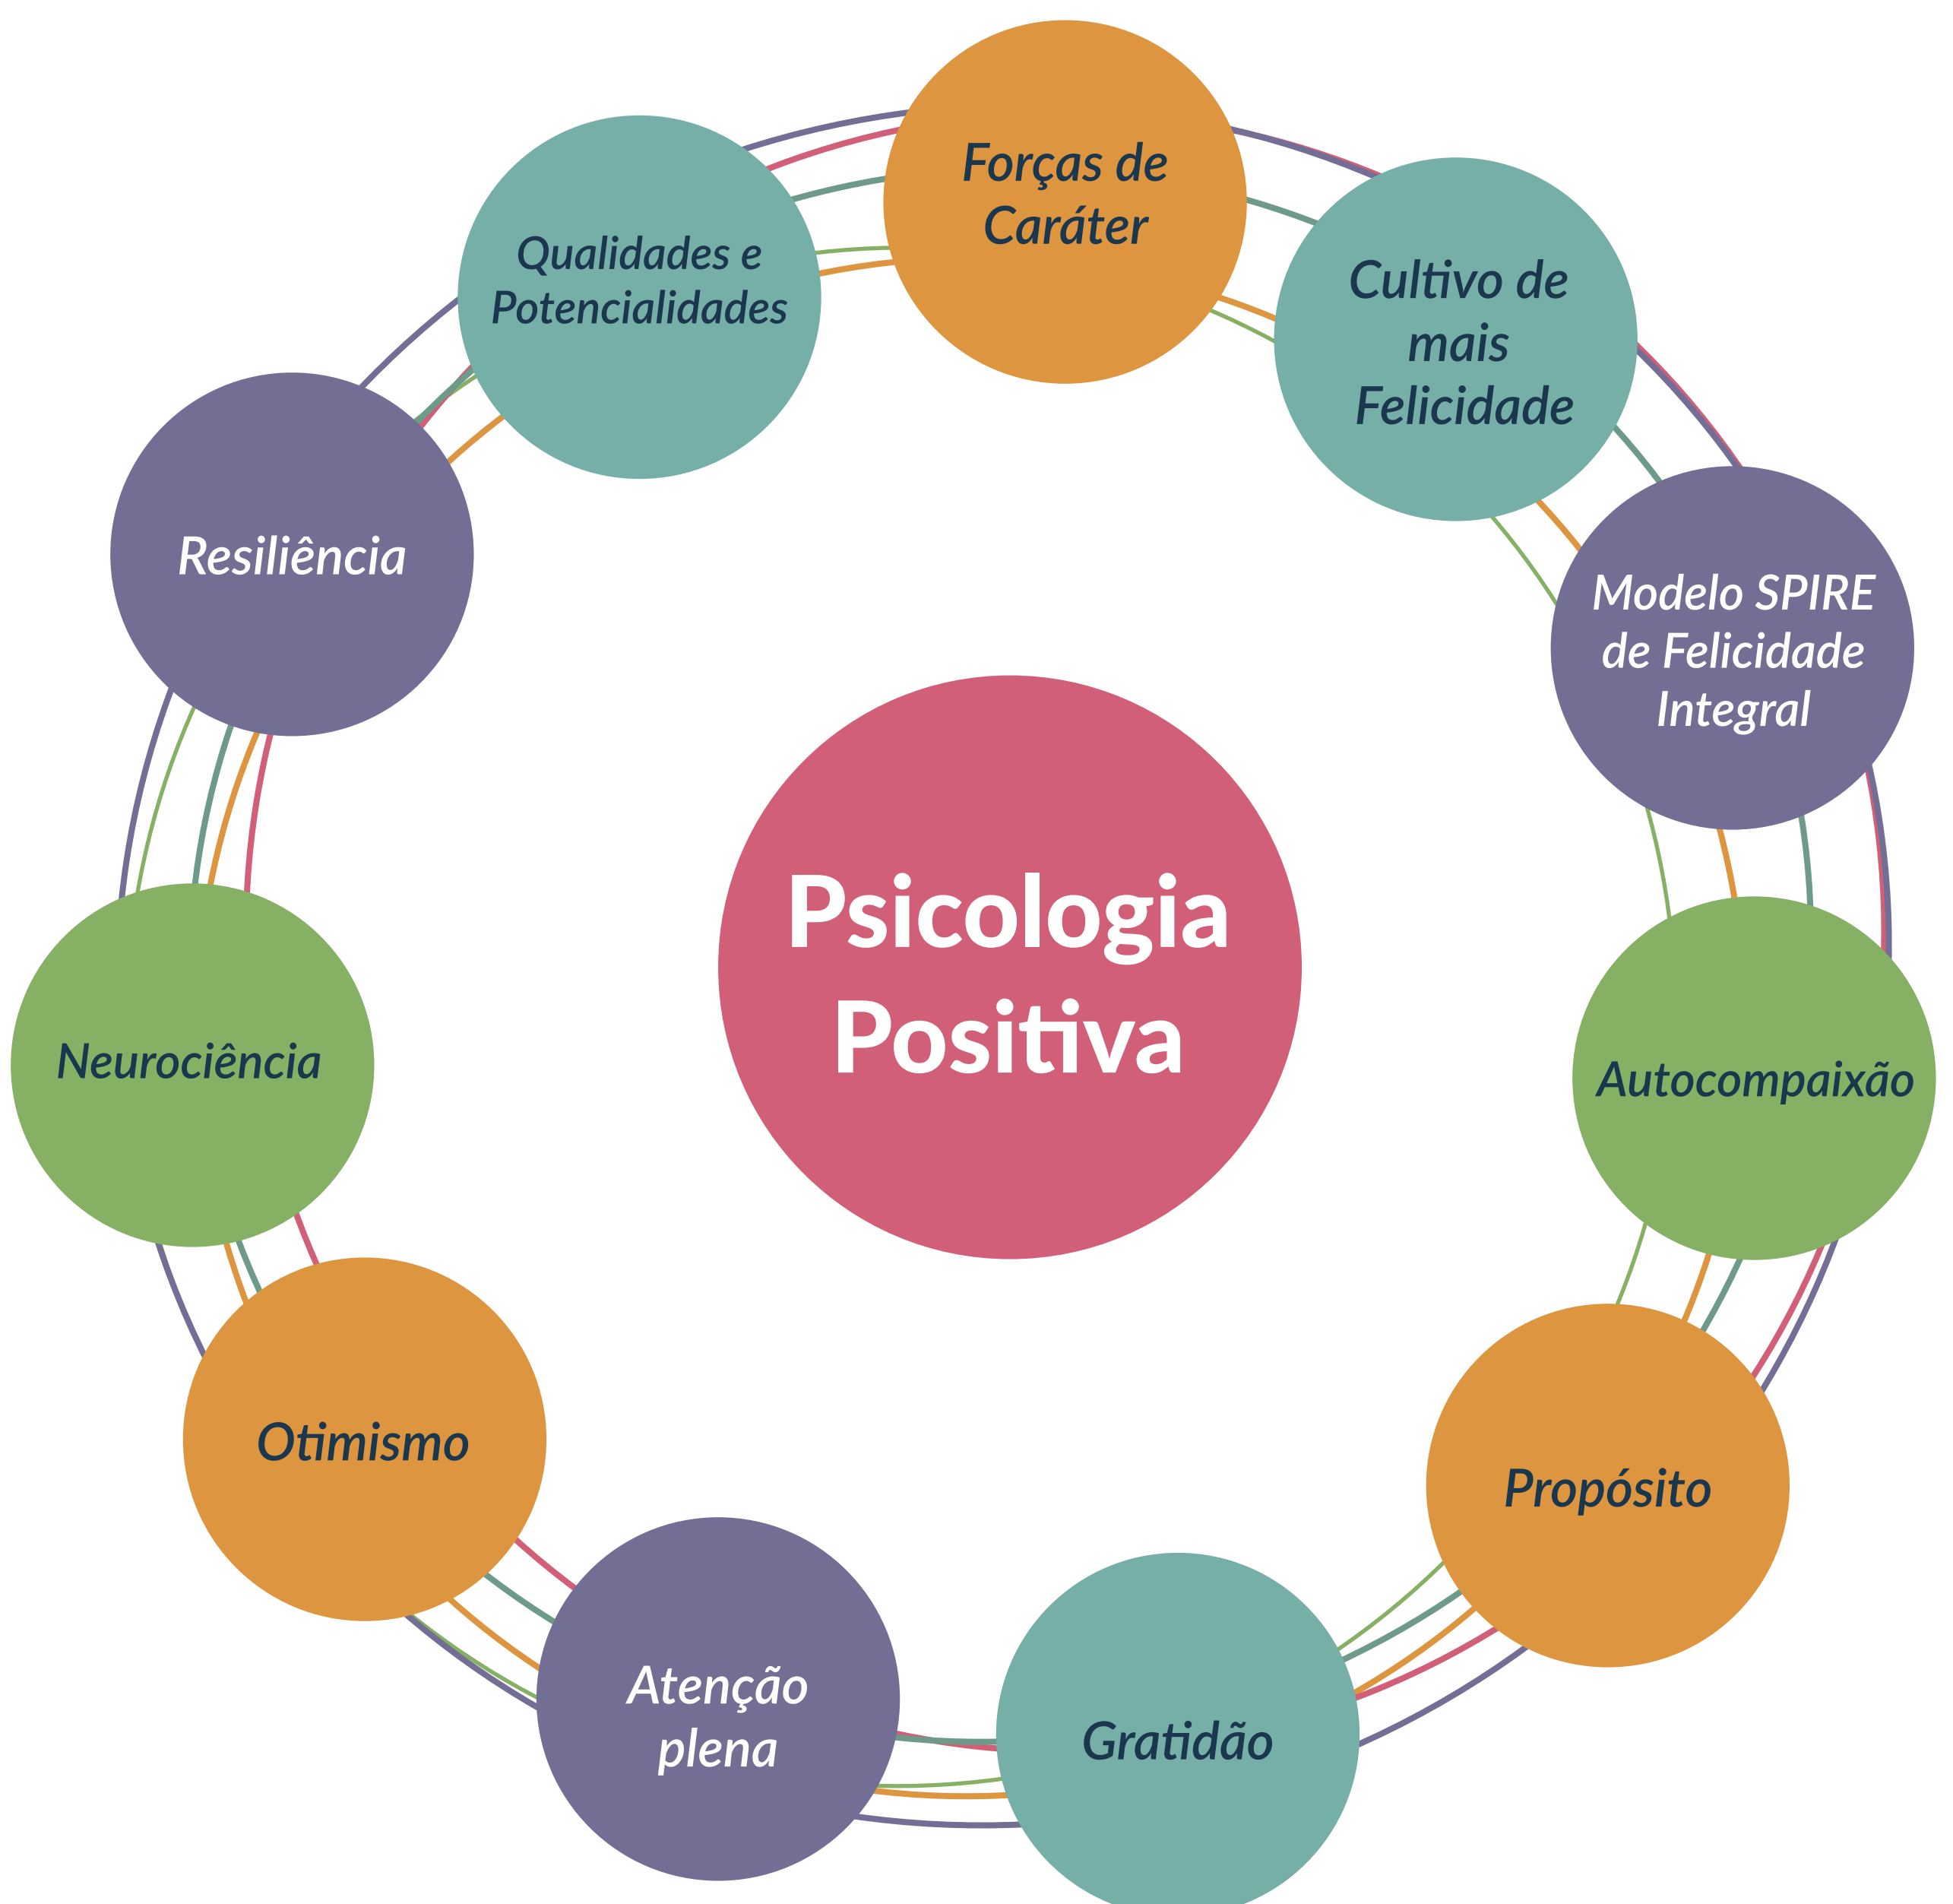 Forças de
Caráter
Qualidades e
Potencialidades
Cultivo de
mais
Felicidade
Resiliência
Modelo SPIRE
de Felicidade
Integral
Psicologia
Positiva
Neurociência
Autocompaixão
Otimismo
Propósito
Atenção
plena
Gratidão